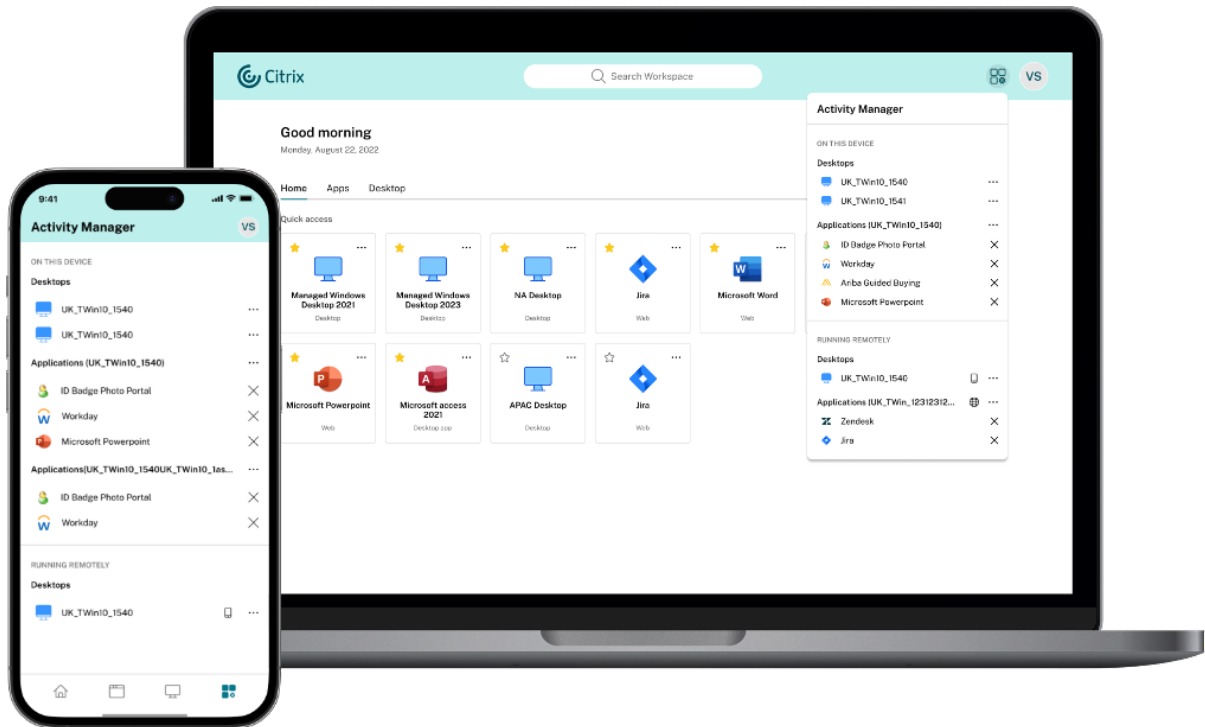 Citrix
Search Workspace
VS
Good morning
Monday, August 22, 2022
Home Apps Desktop
Quick access
Managed Windows
Desktop 2021
Desktop
Managed Windows
Desktop 2023
Desktop
NA Desktop
Desktop
Jira
Web
W
Microsoft Word
Web
P
Microsoft Powerpoint
Web
A
Microsoft access
2021
Desktop app
APAC Desktop
Desktop
Jira
Web
Activity Manager
ON THIS DEVICE
Desktops
UK_TWin10_1540
UK_TWin10_1541
Applications (UK_TWin10_1540)
ID Badge Photo Portal
Workday
Ariba Guided Buying
Microsoft Powerpoint
RUNNING REMOTELY
Desktops
UK_TWin10_1540
Applications (UK_TWin_12312312...
Zendesk
Jira
9:41
Activity Manager
VS
ON THIS DEVICE
Desktops
UK_TWin10_1540
UK_TWin10_1540
Applications (UK_TWin10_1540)
ID Badge Photo Portal
Workday
Microsoft Powerpoint
Applications(UK_TWin10_1540UK_TWin10_1as...
ID Badge Photo Portal
Workday
RUNNING REMOTELY
Desktops
UK_TWin10_1540